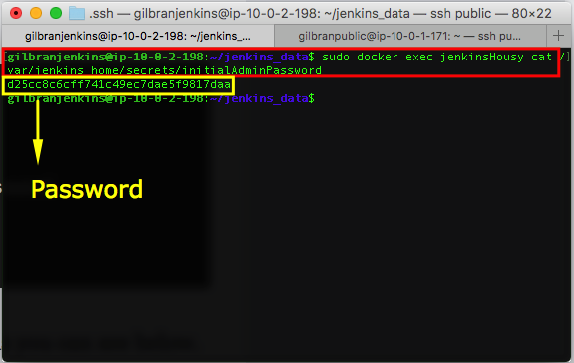 .ssh — gilbranjenkins@ip-10-0-2-198: ~/jenkins_data — ssh public — 80×22
gilbranjenkins@ip-10-0-2-198: ~/jenkins_...
gilbranpublic@ip-10-0-1-171: ~ — ssh pu... +
[gilbranjenkins@ip-10-0-2-198:~/jenkins_data$ sudo docker exec jenkinsHousy cat /]
var/jenkins_home/secrets/initialAdminPassword
d25cc8c6cff741c49ec7dae5f9817daa
gilbranjenkins@ip-10-0-2-198:~/jenkins_data$
Password